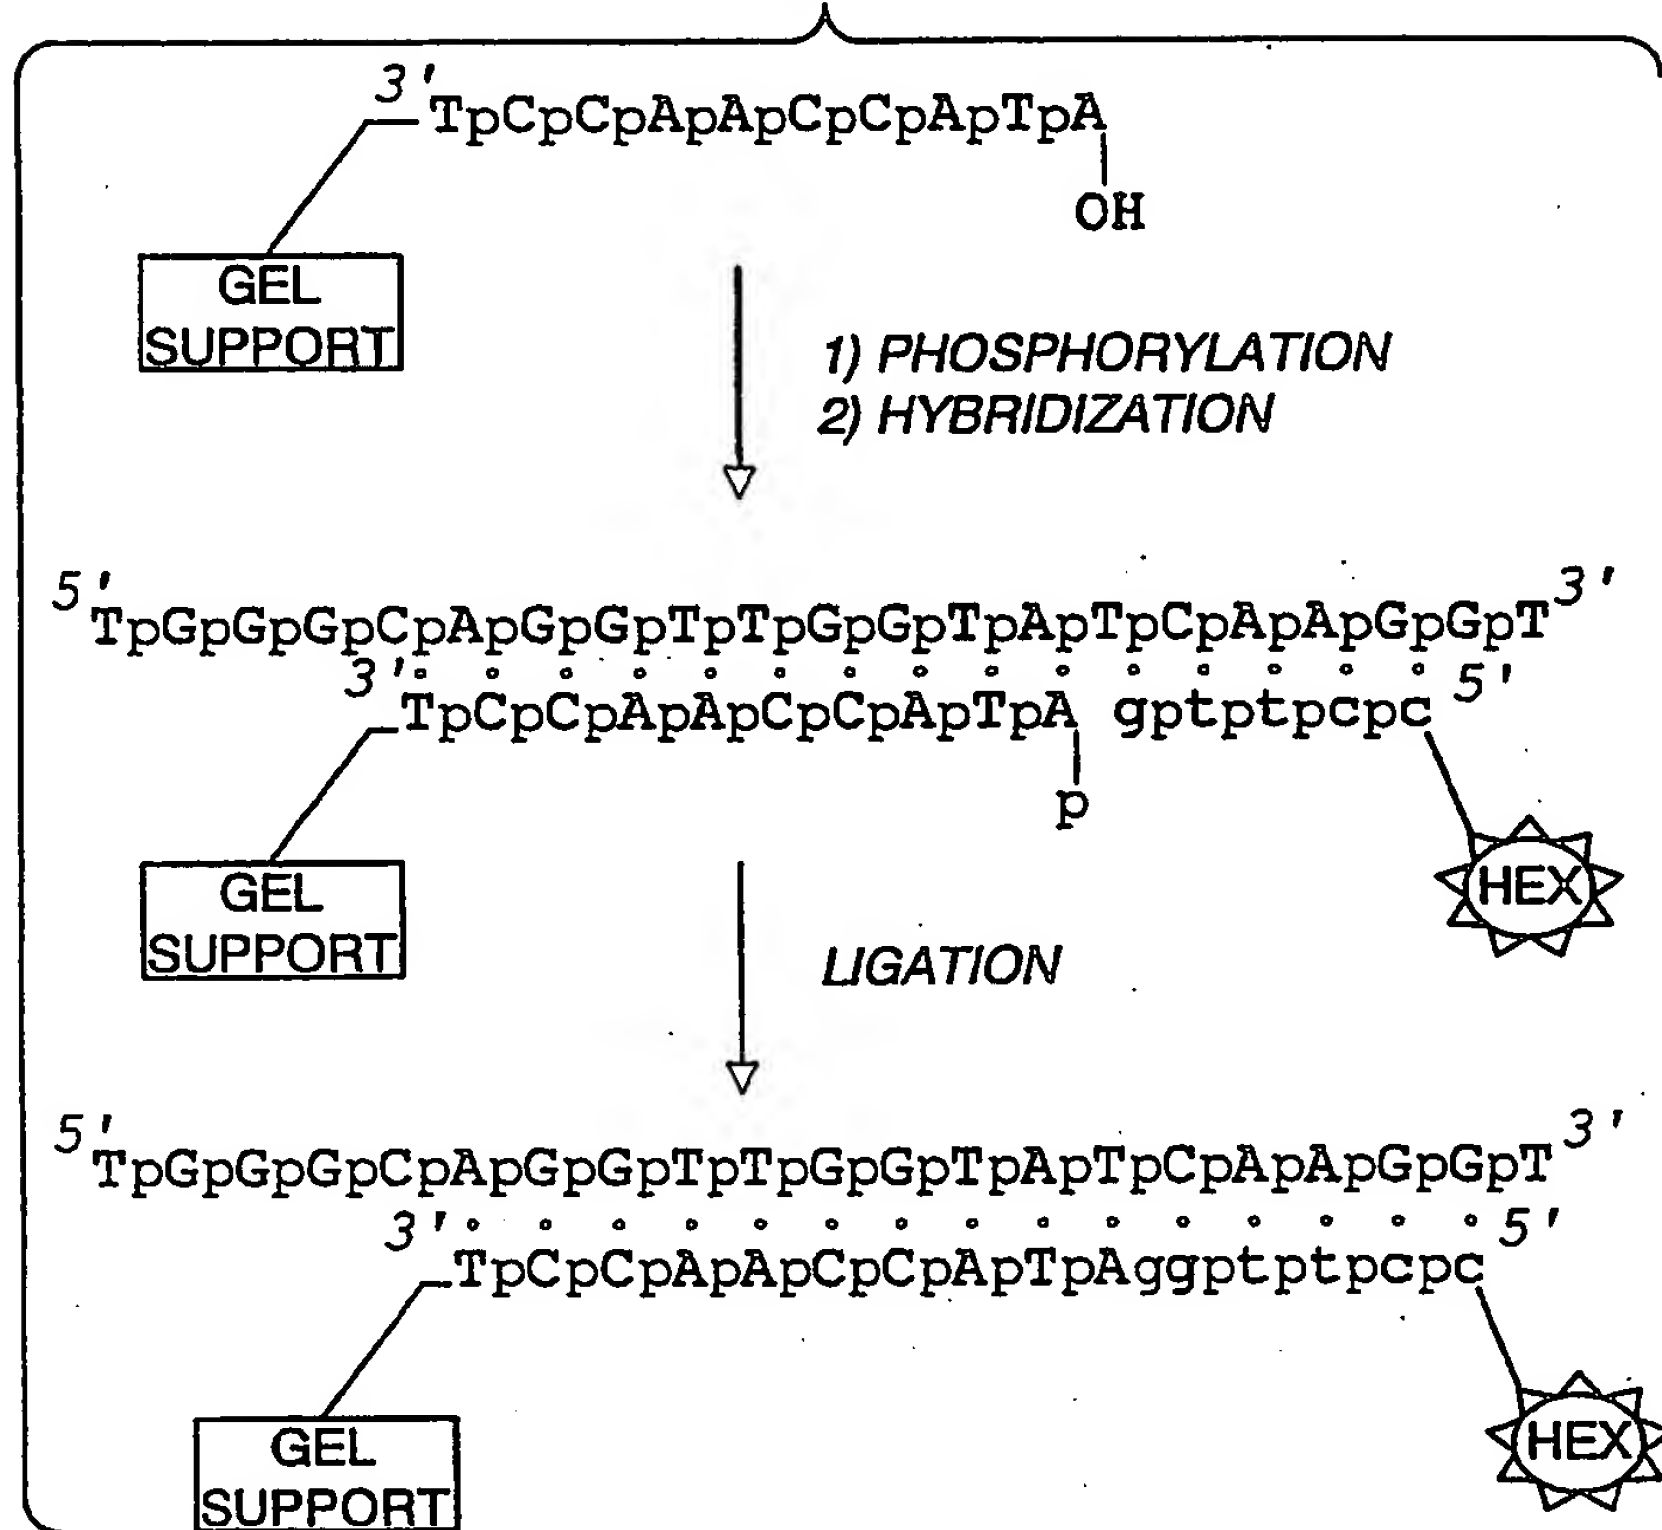 3'
TpCpCpApApCpCpApTpA
OH
GEL
SUPPORT
1) PHOSPHORYLATION
2) HYBRIDIZATION
5' TpGpGpGpCpApGpGpTpTpGpGpTpApTpCpApApGpGpT 3'
3' 5'
TpCpCpApApCpCpApTpA gptptpcpc
p
HEX
GEL
SUPPORT
LIGATION
5' TpGpGpGpCpApGpGpTpTpGpGpTpApTpCpApApGpGpT 3'
3' 5'
TpCpCpApApCpCpApTpAggptptpcpc
HEX
GEL
SUPPORT